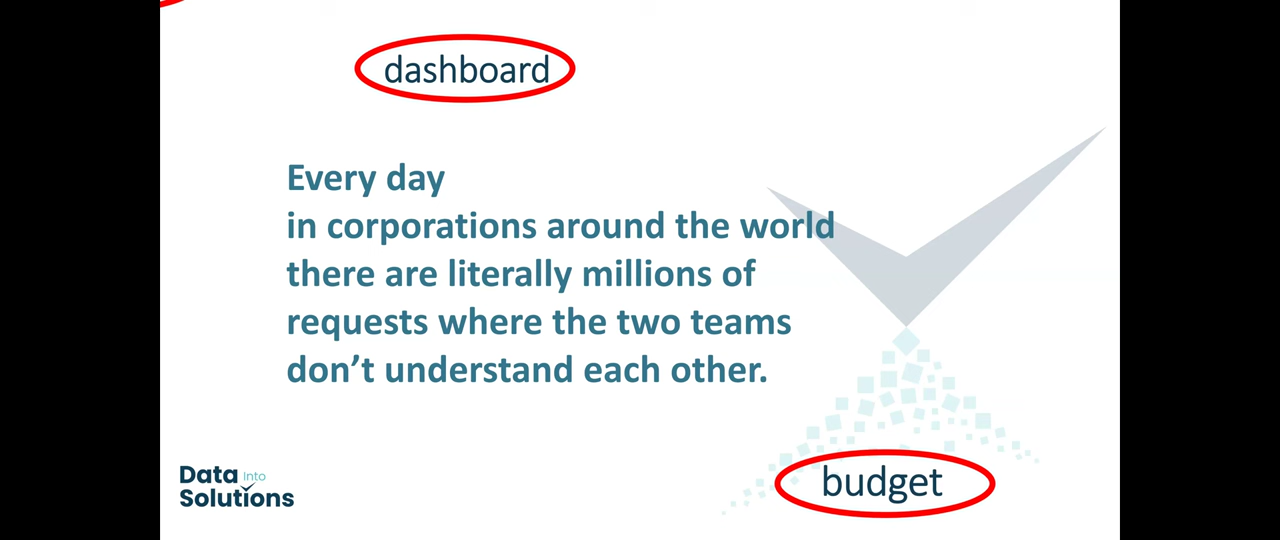 dashboard
Every day
in corporations around the world
there are literally millions of
requests where the two teams
don’t understand each other.
Data Into
Solutions
budget